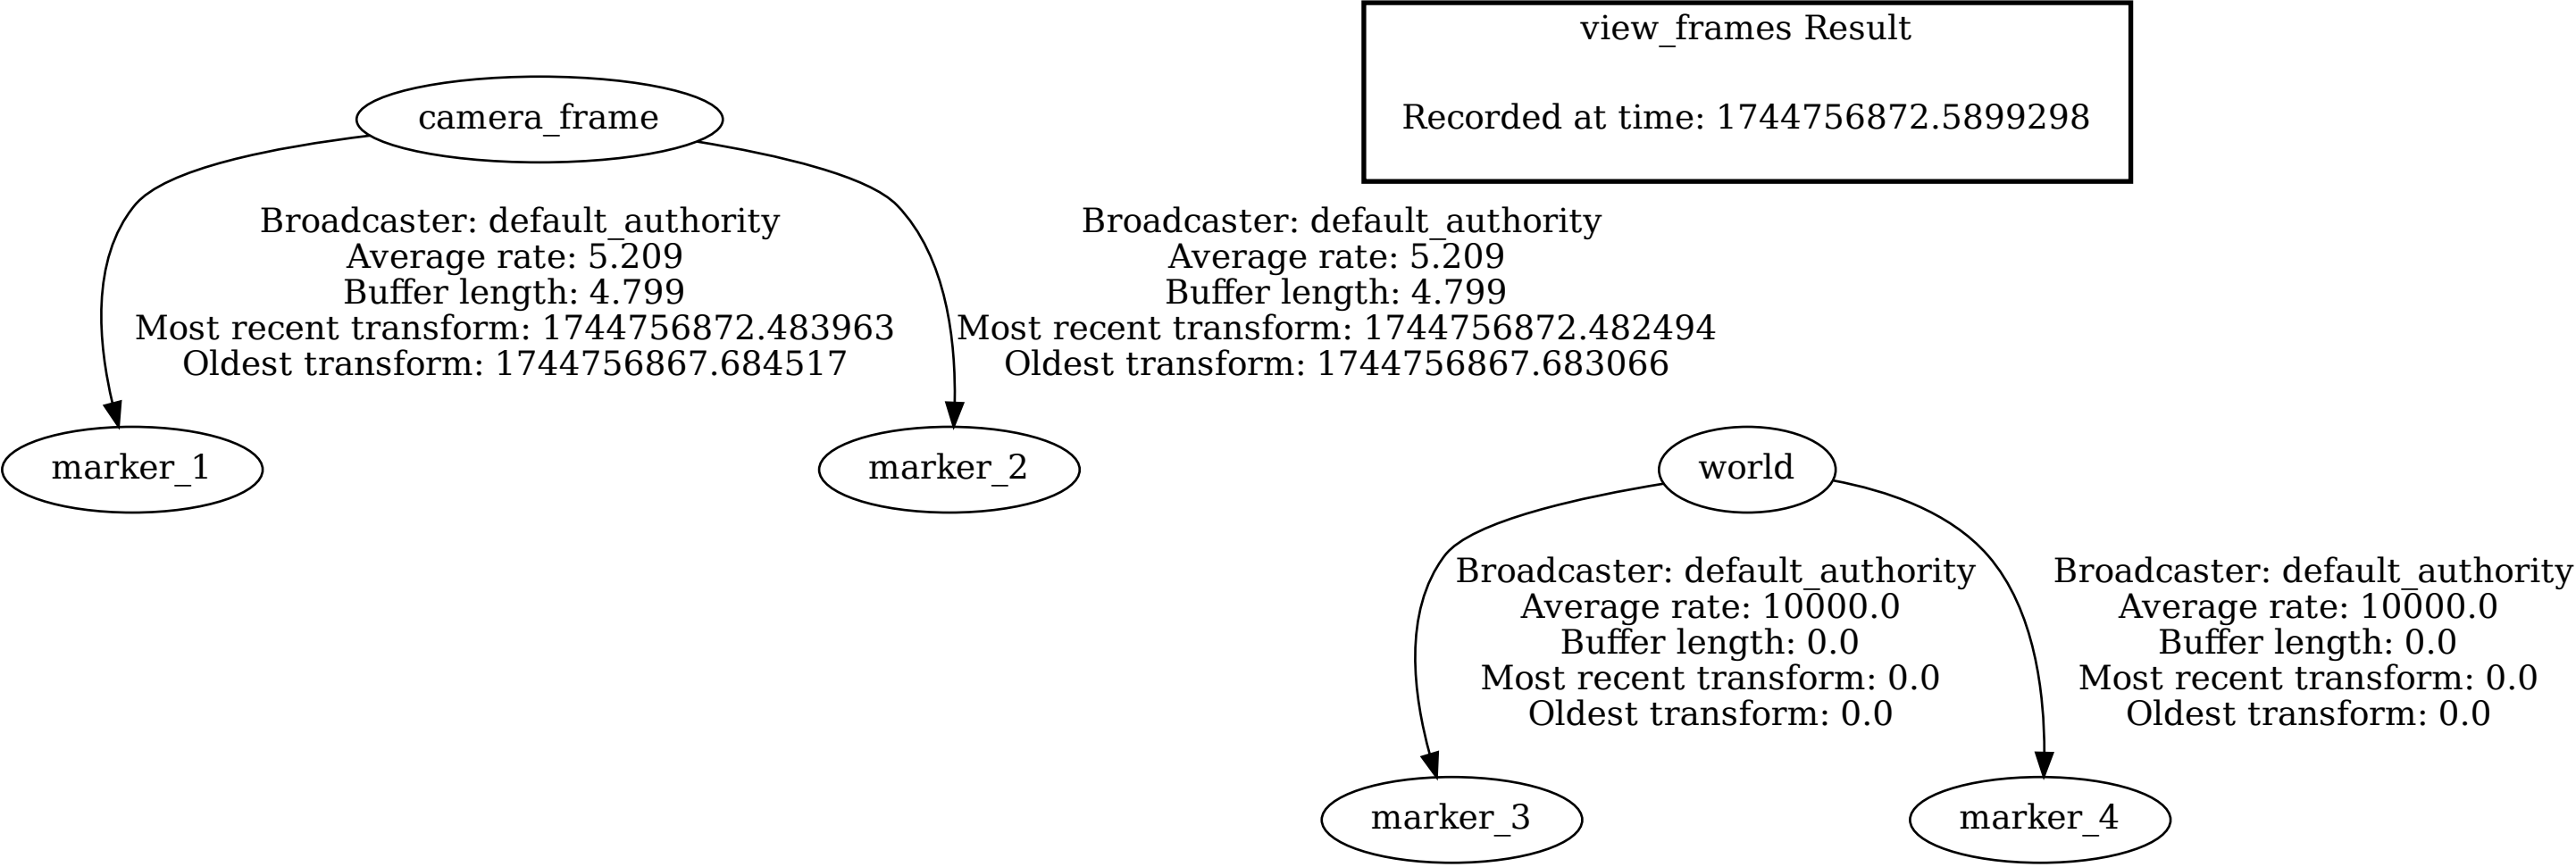 view_frames Result
Recorded at time: 1744756872.5899298
camera_frame
Broadcaster: default_authority
Average rate: 5.209
Buffer length: 4.799
Most recent transform: 1744756872.483963
Oldest transform: 1744756867.684517
Broadcaster: default_authority
Average rate: 5.209
Buffer length: 4.799
Most recent transform: 1744756872.482494
Oldest transform: 1744756867.683066
marker_1
marker_2
world
Broadcaster: default_authority
Average rate: 10000.0
Buffer length: 0.0
Most recent transform: 0.0
Oldest transform: 0.0
Broadcaster: default_authority
Average rate: 10000.0
Buffer length: 0.0
Most recent transform: 0.0
Oldest transform: 0.0
marker_3
marker_4